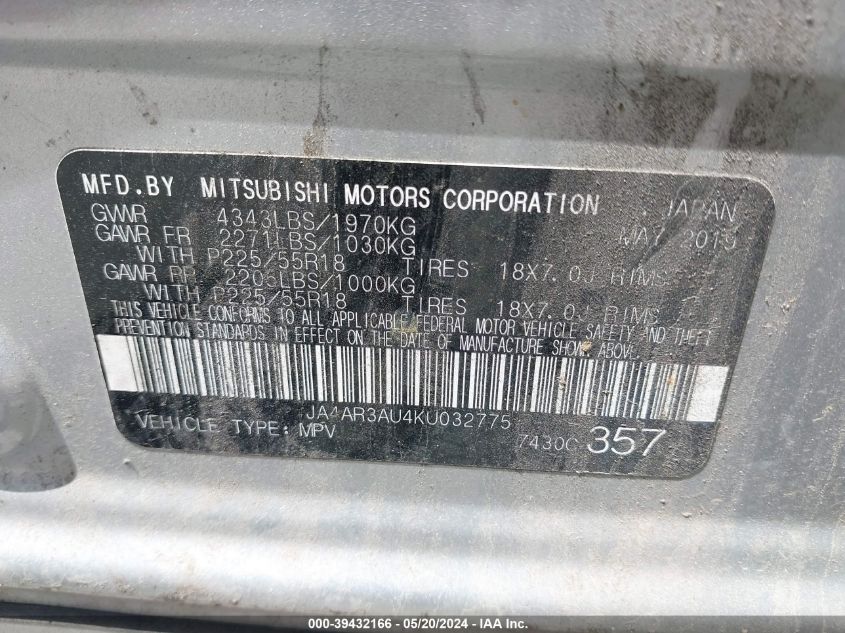 MFD.BY MITSUBISHI MOTORS CORPORATION JAPAN
GVWR 4343LBS/1970KG MAY 2019
GAWR FR 2271LBS/1030KG
WITH P225/55R18 TIRES 18X7.0J RIMS
GAWR RR 2205LBS/1000KG
WITH P225/55R18 TIRES 18X7.0J RIMS
THIS VEHICLE CONFORMS TO ALL APPLICABLE FEDERAL MOTOR VEHICLE SAFETY AND THEFT
PREVENTION STANDARDS IN EFFECT ON THE DATE OF MANUFACTURE SHOWN ABOVE.
JA4AR3AU4KU032775
VEHICLE TYPE: MPV 7430C 357
000-39432166 - 05/20/2024 - IAAI, Inc.